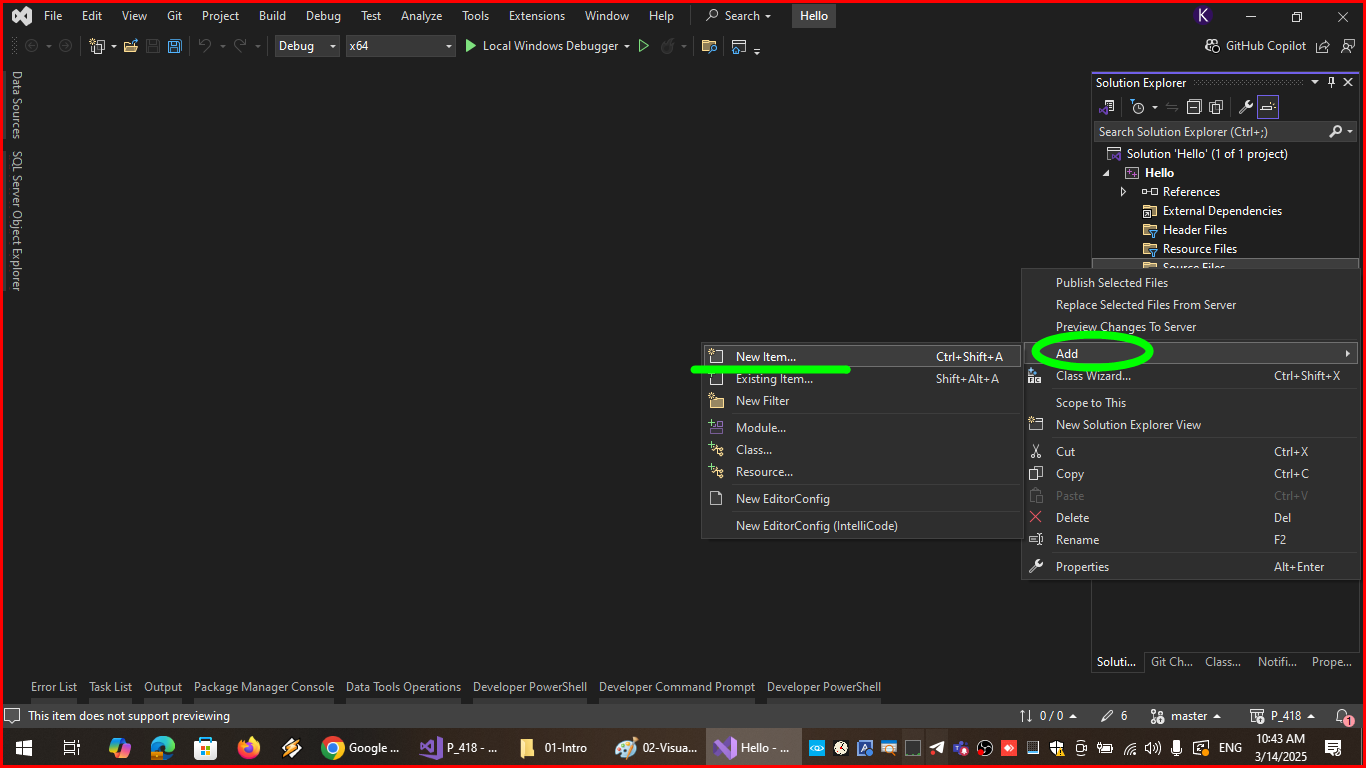 File Edit View Git Project Build Debug Test Analyze Tools Extensions Window Help Search Hello K
Debug x64 Local Windows Debugger GitHub Copilot
Data Sources
SQL Server Object Explorer
Solution Explorer
Search Solution Explorer (Ctrl+;)
Solution 'Hello' (1 of 1 project)
Hello
References
External Dependencies
Header Files
Resource Files
Source Files
Publish Selected Files
Replace Selected Files From Server
Preview Changes To Server
Add
Class Wizard... Ctrl+Shift+X
Scope to This
New Solution Explorer View
Cut Ctrl+X
Copy Ctrl+C
Paste Ctrl+V
Delete Del
Rename F2
Properties Alt+Enter
New Item... Ctrl+Shift+A
Existing Item... Shift+Alt+A
New Filter
Module...
Class...
Resource...
New EditorConfig
New EditorConfig (IntelliCode)
Soluti... Git Ch... Class... Notifi... Prope...
Error List Task List Output Package Manager Console Data Tools Operations Developer PowerShell Developer Command Prompt Developer PowerShell
This item does not support previewing 0 / 0 6 master P_418 1
Google ... P_418 - ... 01-Intro 02-Visua... Hello - ... ENG 10:43 AM
3/14/2025